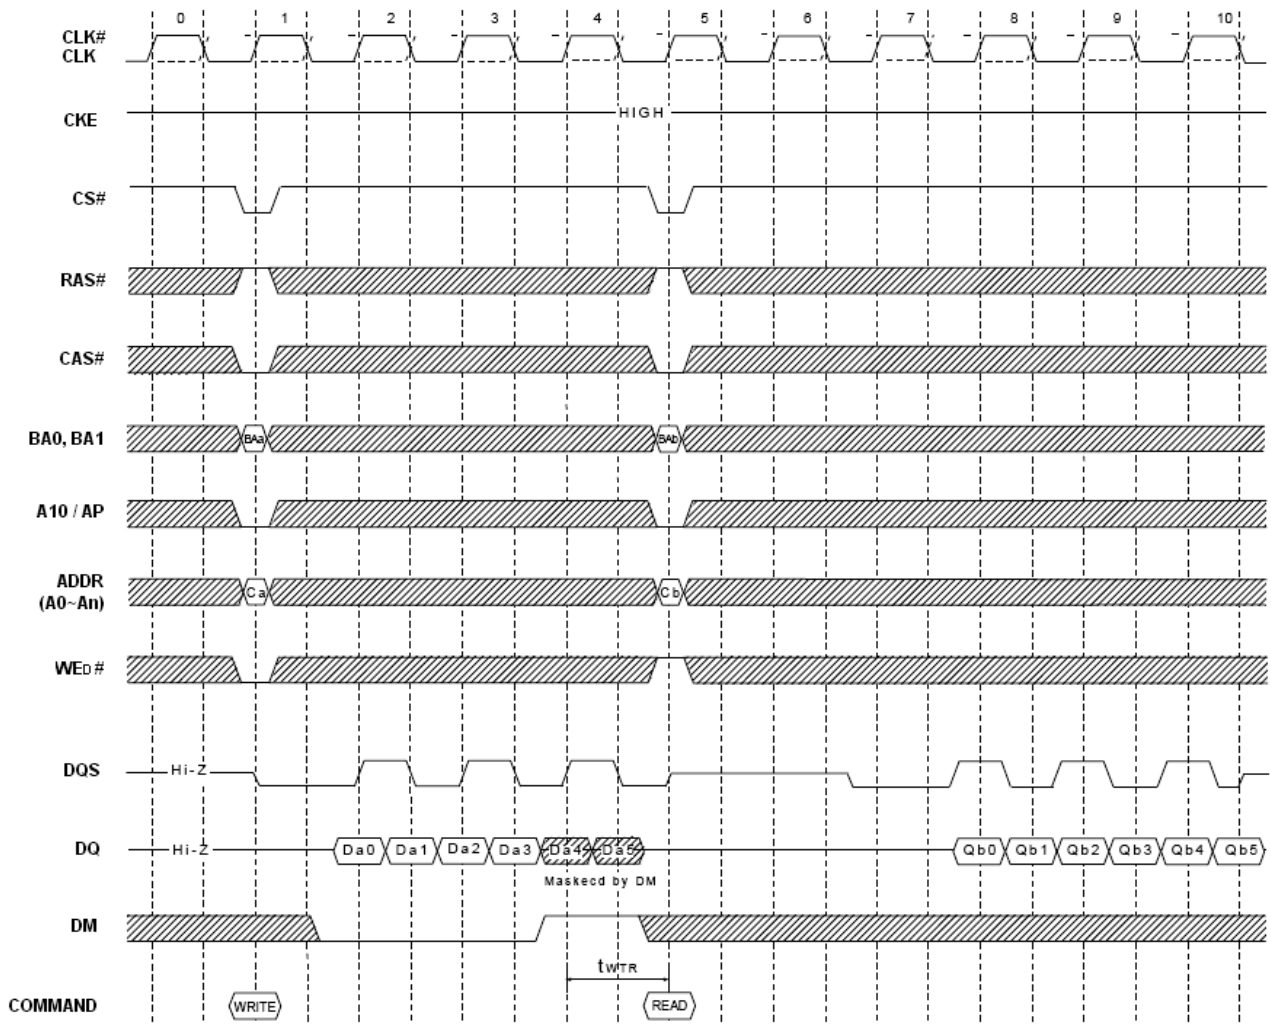 0 1 2 3 4 5 6 7 8 9 10
CLK#
CLK
CKE
HIGH
CS#
RAS#
CAS#
BA0, BA1
BAa
BAb
A10 / AP
ADDR
(A0~An)
Ca
Cb
WED#
DQS
Hi-Z
DQ
Hi-Z
Da0 Da1 Da2 Da3 Da4 Da5
Qb0 Qb1 Qb2 Qb3 Qb4 Qb5
Maskecd by DM
DM
tWTR
COMMAND
WRITE
READ